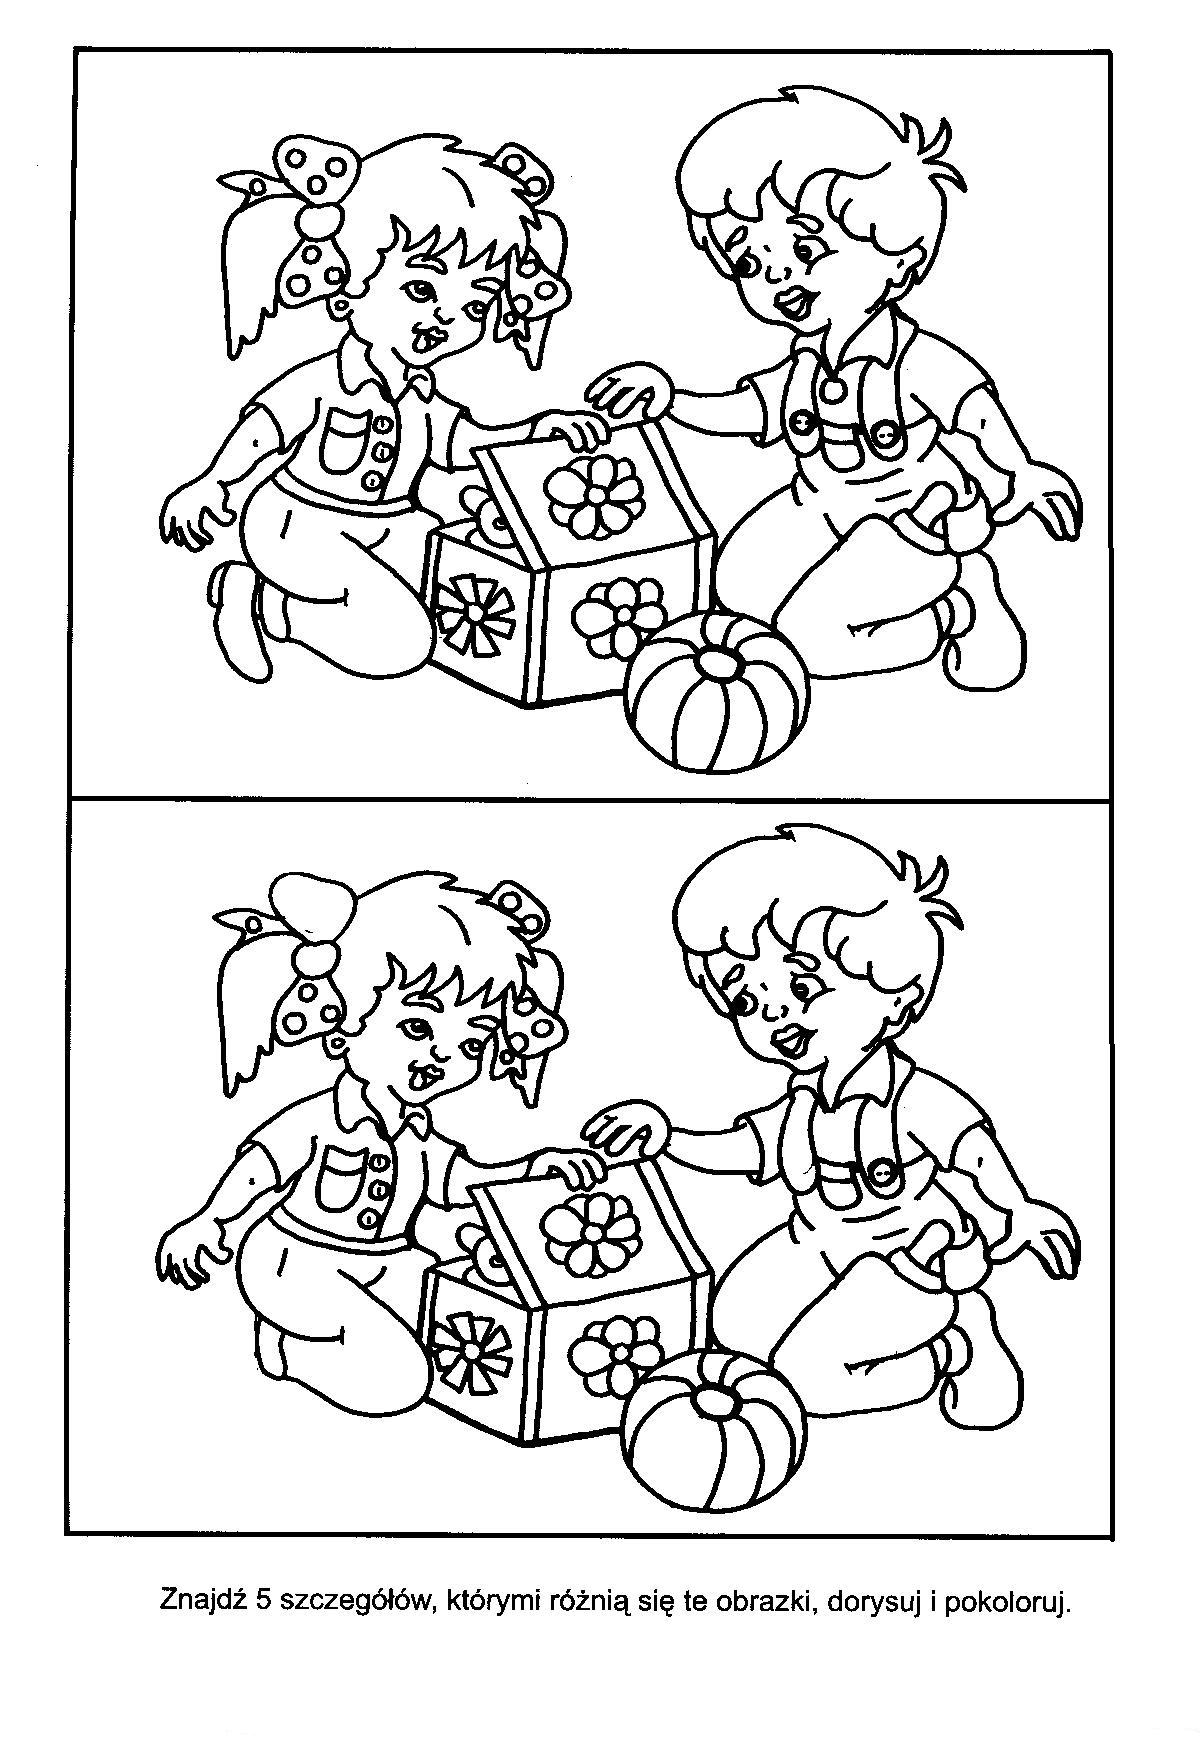 Znajdź 5 szczegółów, którymi różnią się te obrazki, dorysuj i pokoloruj.